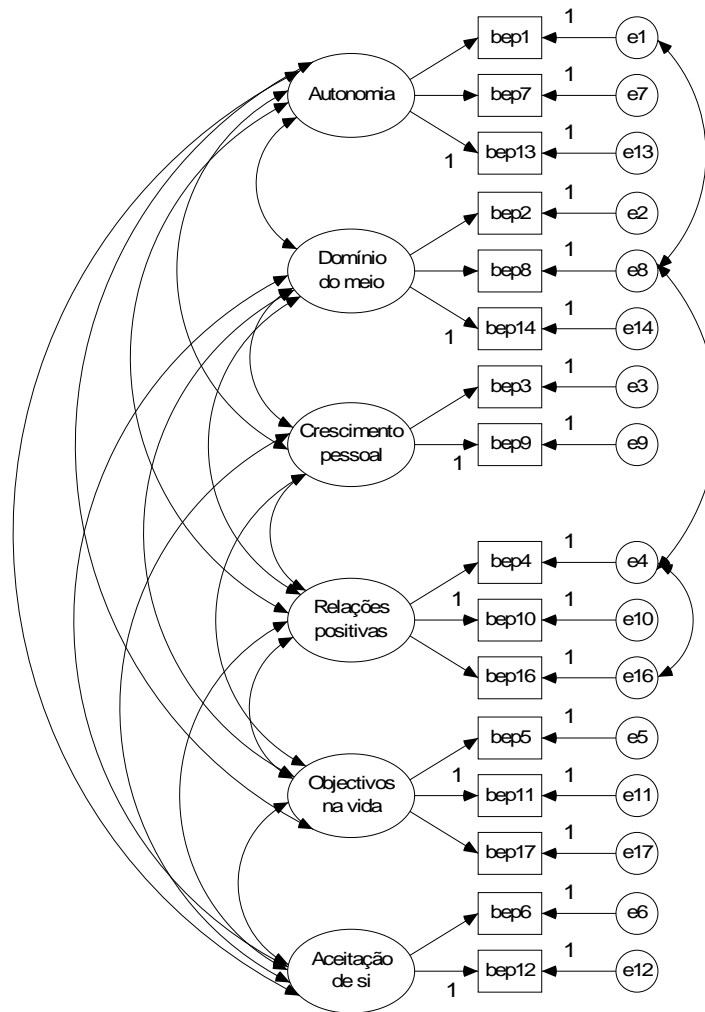 1
bep1
e1
Autonomia
1
bep7
e7
1
bep13
e13
1
1
bep2
e2
Domínio
do meio
1
bep8
e8
1
bep14
e14
1
1
bep3
e3
Crescimento
pessoal
1
bep9
e9
1
1
bep4
e4
Relações
positivas
1
1
bep10
e10
1
bep16
e16
1
bep5
e5
Objectivos
na vida
1
1
bep11
e11
1
bep17
e17
1
bep6
e6
Aceitação
de si
1
bep12
e12
1